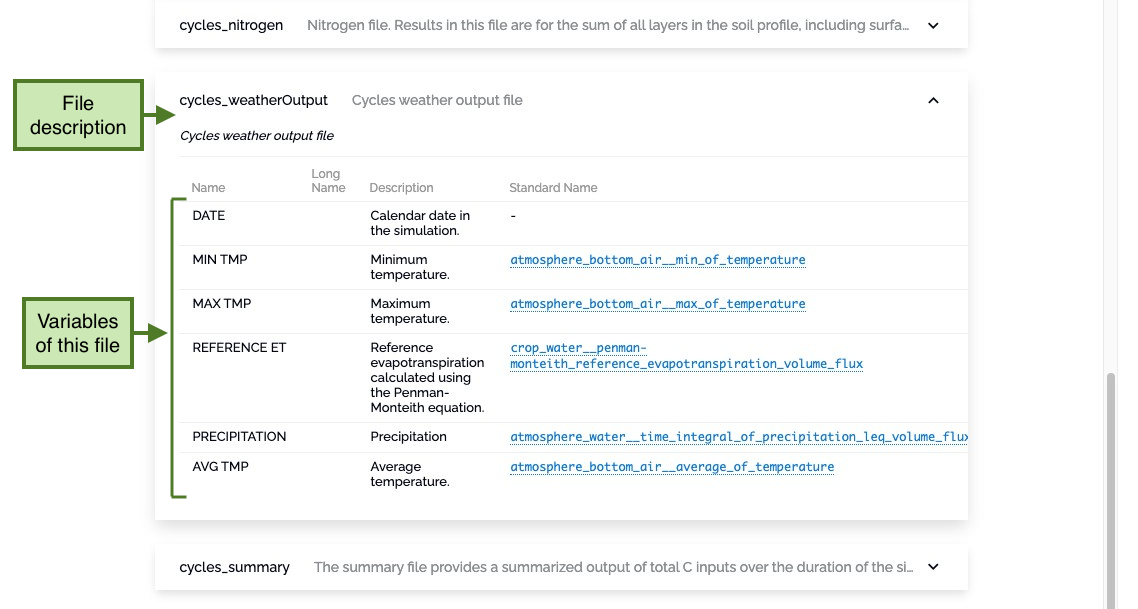 cycles_nitrogen Nitrogen file. Results in this file are for the sum of all layers in the soil profile, including surfa...
File
description
cycles_weatherOutput Cycles weather output file
Cycles weather output file
Name Long Name Description Standard Name
DATE Calendar date in the simulation. -
MIN TMP Minimum temperature. atmosphere_bottom_air__min_of_temperature
MAX TMP Maximum temperature. atmosphere_bottom_air__max_of_temperature
Variables
of this file
REFERENCE ET Reference evapotranspiration calculated using the Penman-Monteith equation. crop_water__penman-monteith_reference_evapotranspiration_volume_flux
PRECIPITATION Precipitation atmosphere_water__time_integral_of_precipitation_leq_volume_flux
AVG TMP Average temperature. atmosphere_bottom_air__average_of_temperature
cycles_summary The summary file provides a summarized output of total C inputs over the duration of the si...